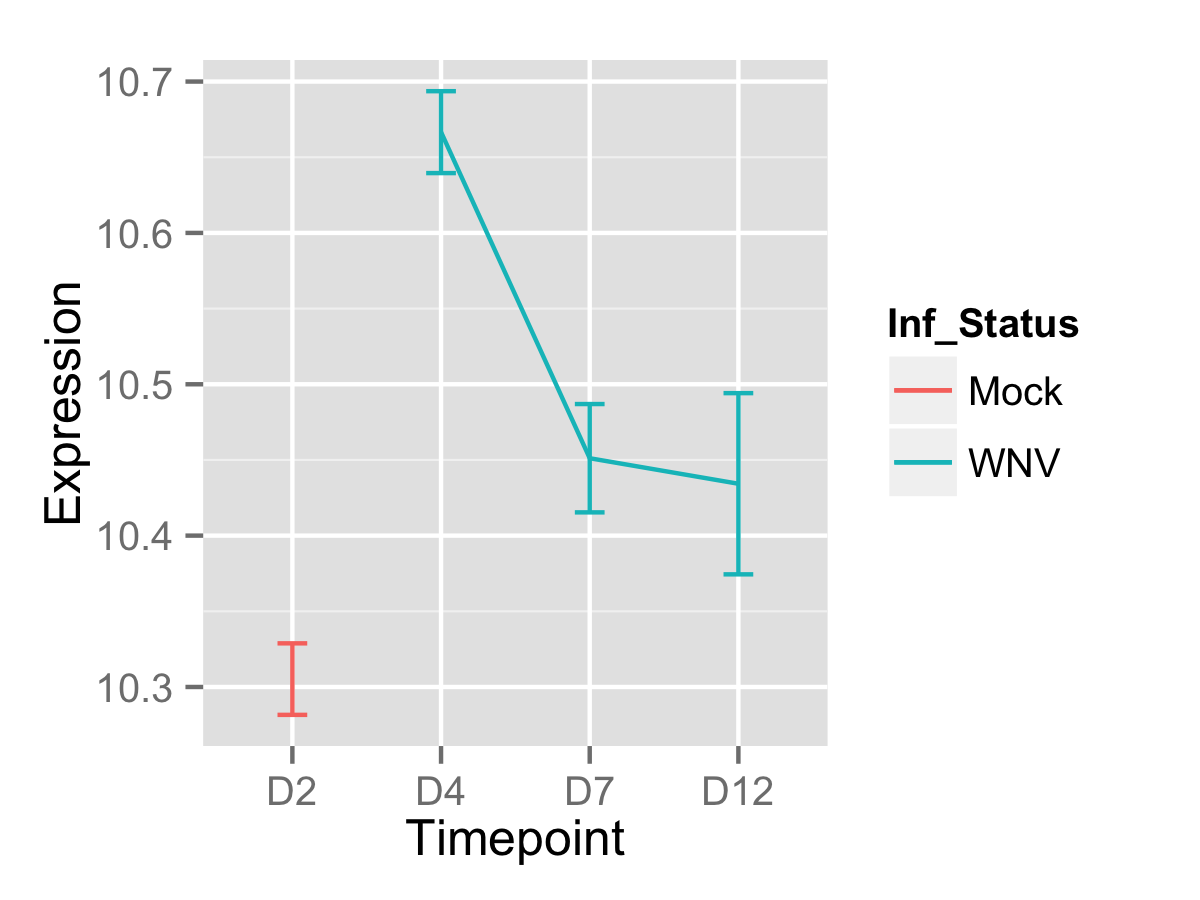 10.7
10.6
10.5
10.4
10.3
Expression
D2 D4 D7 D12
Timepoint
Inf_Status
Mock
WNV